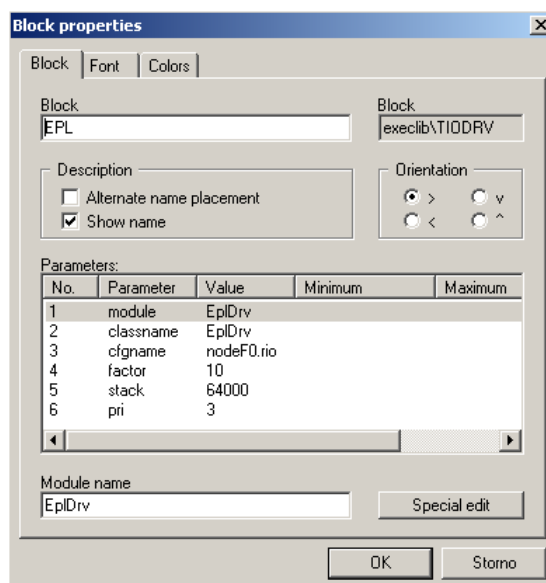 Block properties
Block Font Colors
Block Block
EPL execlib\TIODRV
Description Orientation
Alternate name placement > v
Show name < ^
Parameters:
No. Parameter Value Minimum Maximum
1 module EplDrv
2 classname EplDrv
3 cfgname nodeF0.rio
4 factor 10
5 stack 64000
6 pri 3
Module name
EplDrv Special edit
OK Storno